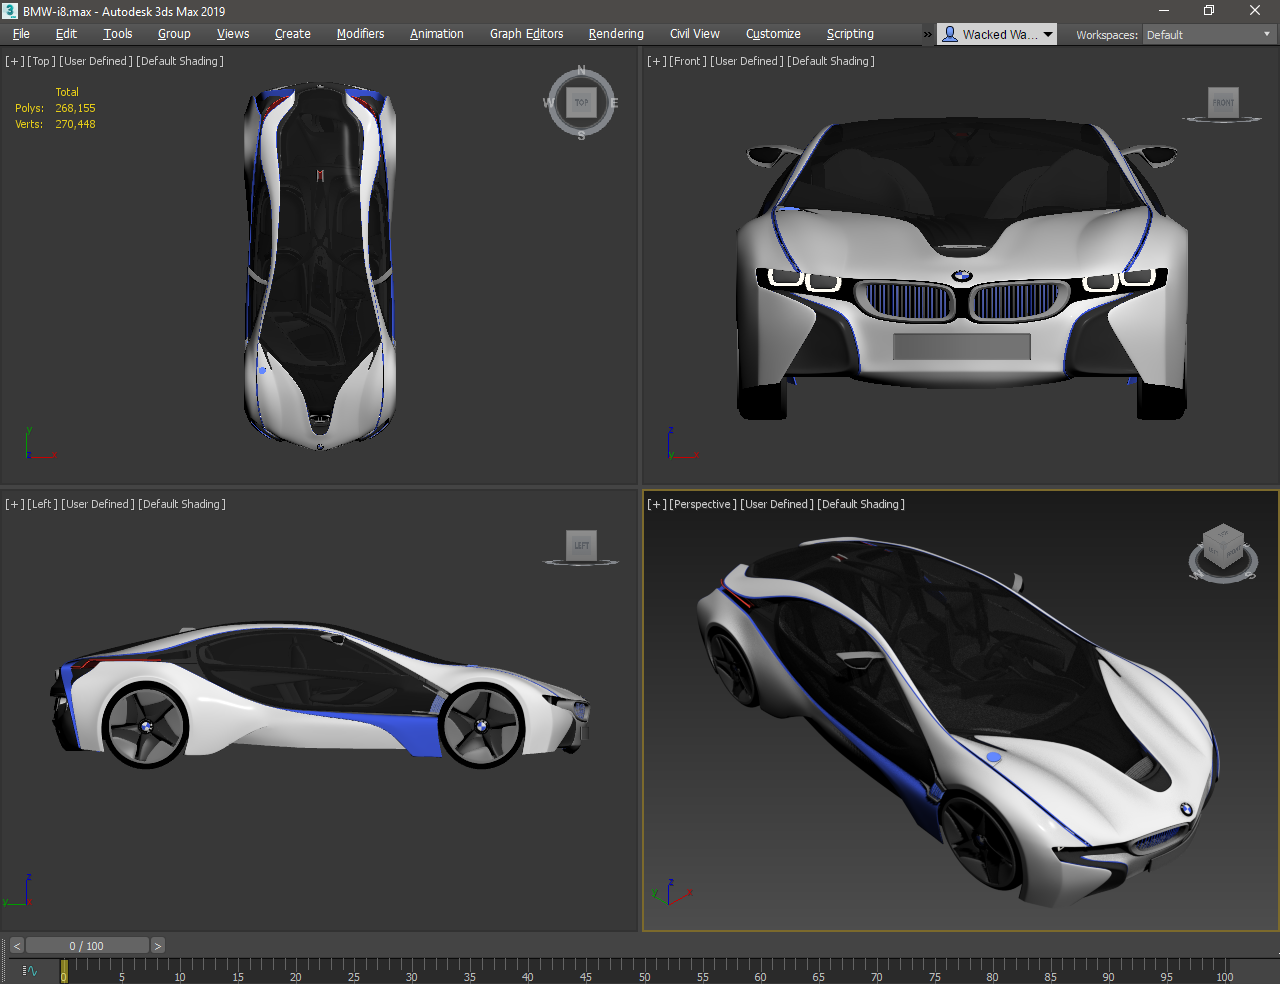 3 BMW-i8.max - Autodesk 3ds Max 2019
File Edit Tools Group Views Create Modifiers Animation Graph Editors Rendering Civil View Customize Scripting » Wacked Wa... Workspaces: Default
[+] [Top] [User Defined] [Default Shading]
Total
Polys: 268,155
Verts: 270,448
N
W TOP E
S
y
z x
[+] [Front] [User Defined] [Default Shading]
FRONT
z
y x
[+] [Left] [User Defined] [Default Shading]
LEFT
z
y
[+] [Perspective] [User Defined] [Default Shading]
W
z
y x
< 0 / 100 >
0 5 10 15 20 25 30 35 40 45 50 55 60 65 70 75 80 85 90 95 100